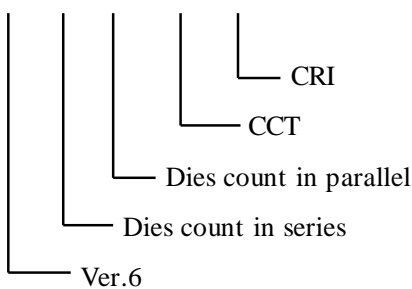 CRI
CCT
Dies count in parallel
Dies count in series
Ver.6